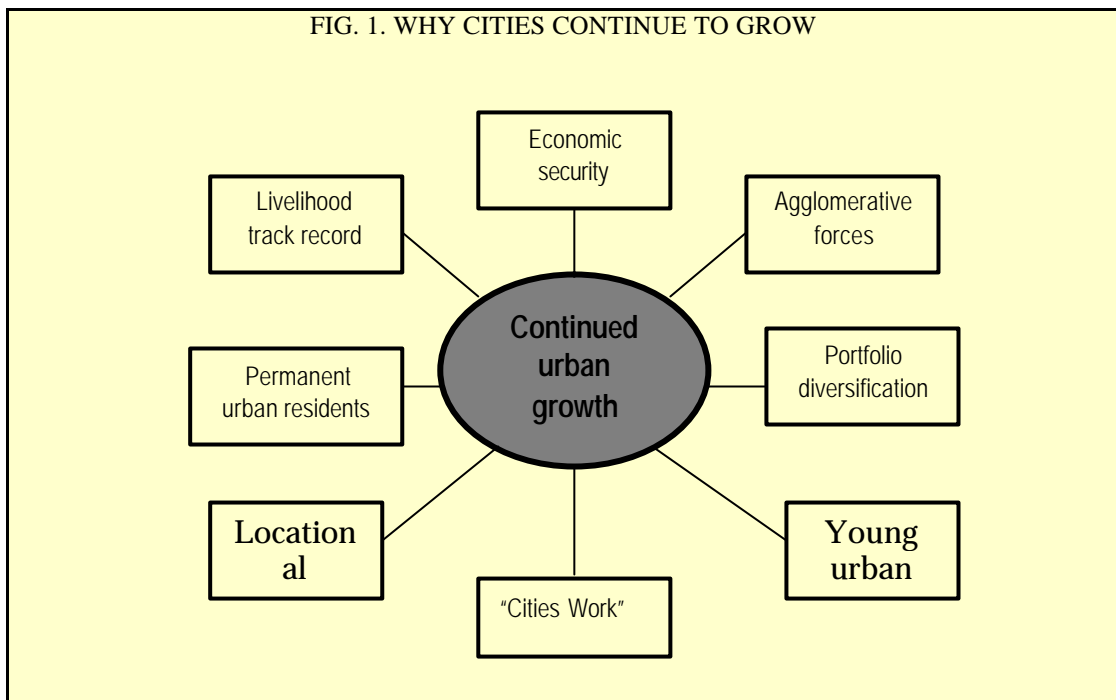 FIG. 1. WHY CITIES CONTINUE TO GROW
Economic
security
Livelihood
track record
Agglomerative
forces
Continued
urban
growth
Permanent
urban residents
Portfolio
diversification
Location
al
Young
urban
“Cities Work”